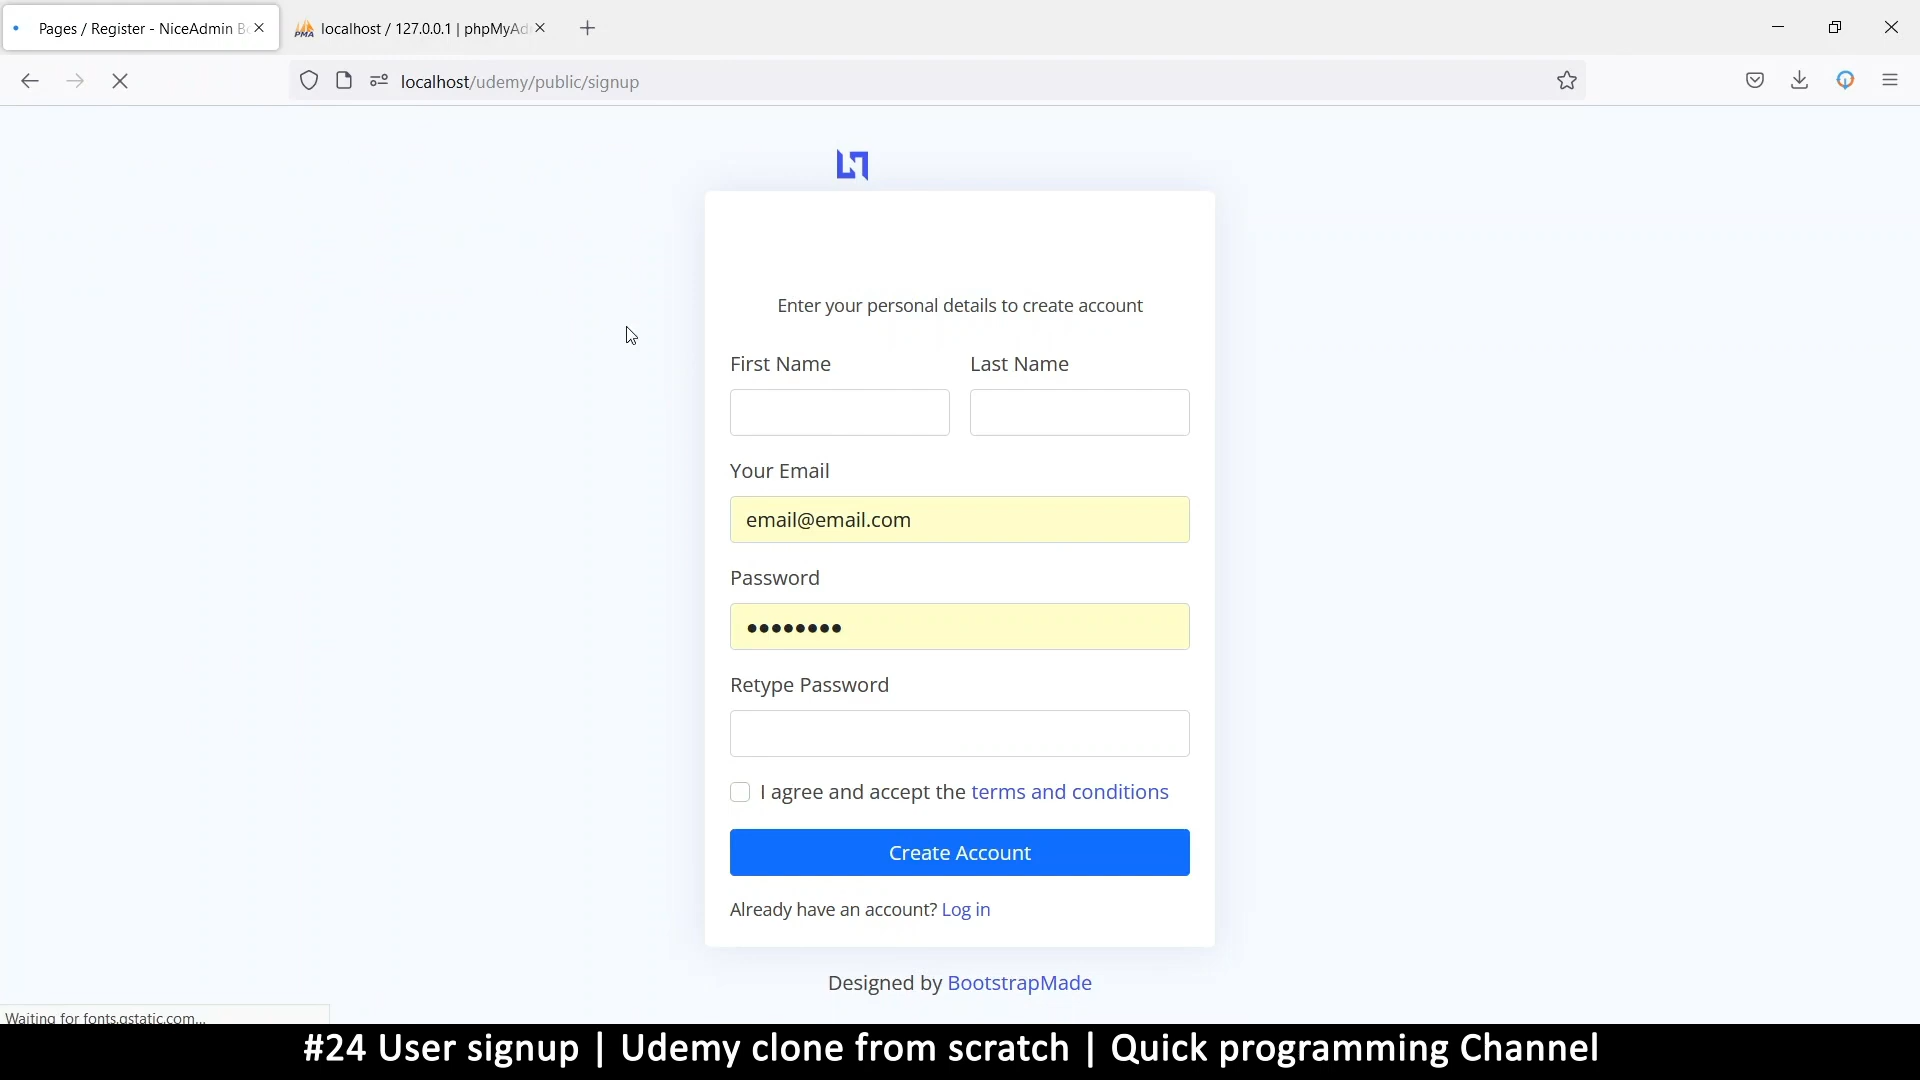 Pages / Register - NiceAdmin B
localhost / 127.0.0.1 | phpMyAd
localhost/udemy/public/signup
Enter your personal details to create account
First Name Last Name
Your Email
email@email.com
Password
Retype Password
I agree and accept the terms and conditions
Create Account
Already have an account? Log in
Designed by BootstrapMade
Waiting for fonts.gstatic.com...
#24 User signup | Udemy clone from scratch | Quick programming Channel